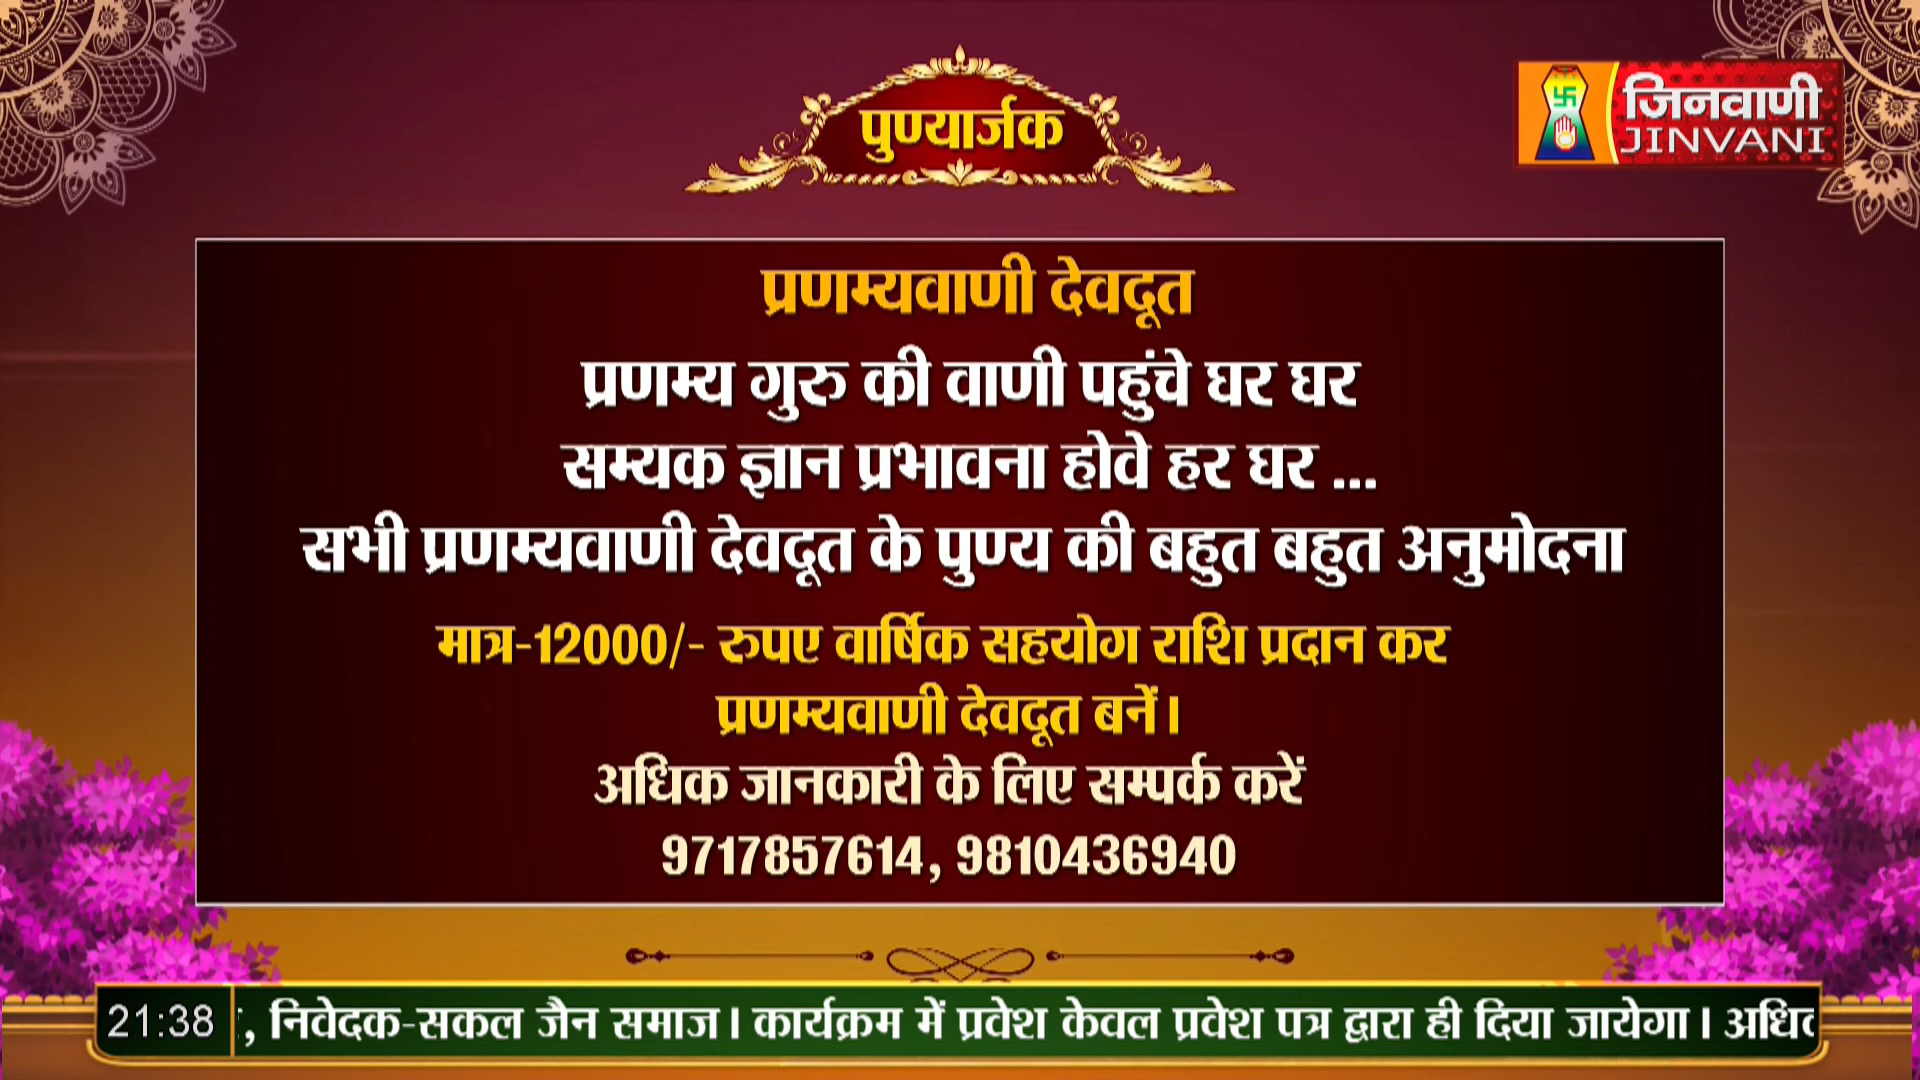 पुण्यार्जक
जिनवाणी
JINVANI
प्रणम्यवाणी देवदूत
प्रणम्य गुरु की वाणी पहुंचे घर घर
सम्यक ज्ञान प्रभावना होवे हर घर ...
सभी प्रणम्यवाणी देवदूत के पुण्य की बहुत बहुत अनुमोदना
मात्र-12000/- रुपए वार्षिक सहयोग राशि प्रदान कर
प्रणम्यवाणी देवदूत बनें।
अधिक जानकारी के लिए सम्पर्क करें
9717857614, 9810436940
21:38 , निवेदक-सकल जैन समाज। कार्यक्रम में प्रवेश केवल प्रवेश पत्र द्वारा ही दिया जायेगा।